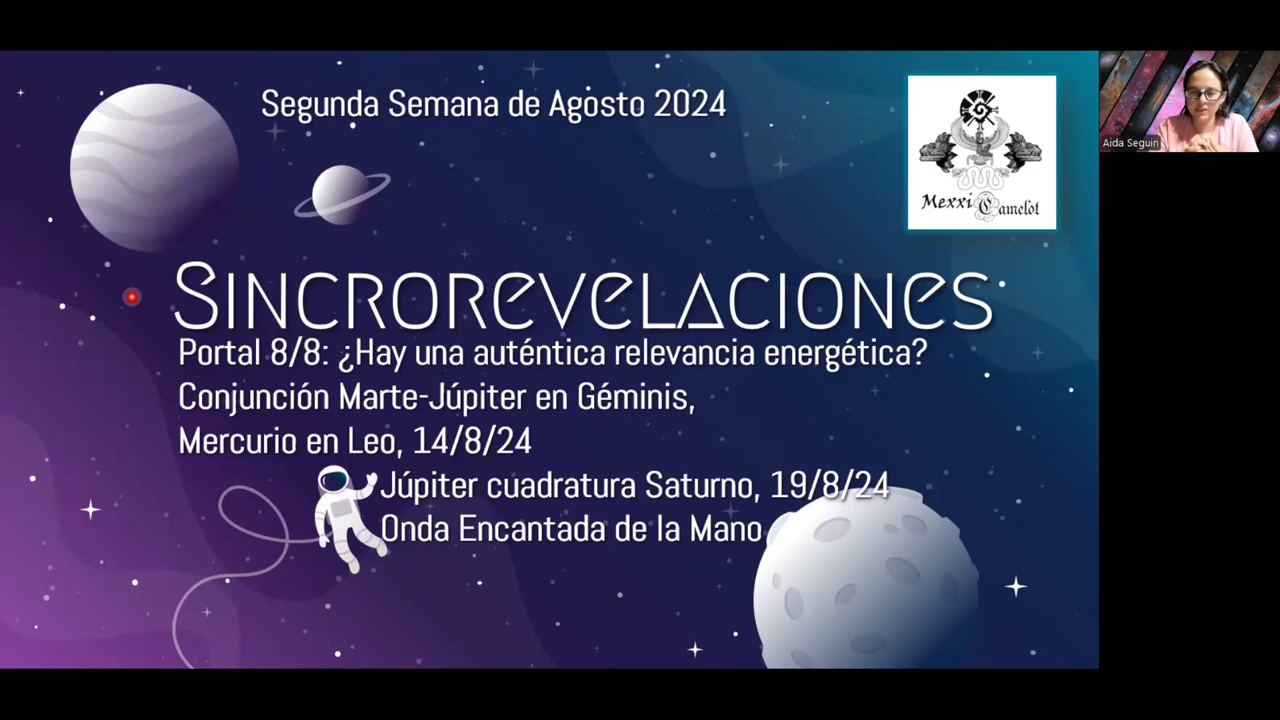 Segunda Semana de Agosto 2024
Mexxi Camelot
Aida Seguin
SINCROREVELACIONES
Portal 8/8: ¿Hay una auténtica relevancia energética?
Conjunción Marte-Júpiter en Géminis,
Mercurio en Leo, 14/8/24
Júpiter cuadratura Saturno, 19/8/24
Onda Encantada de la Mano